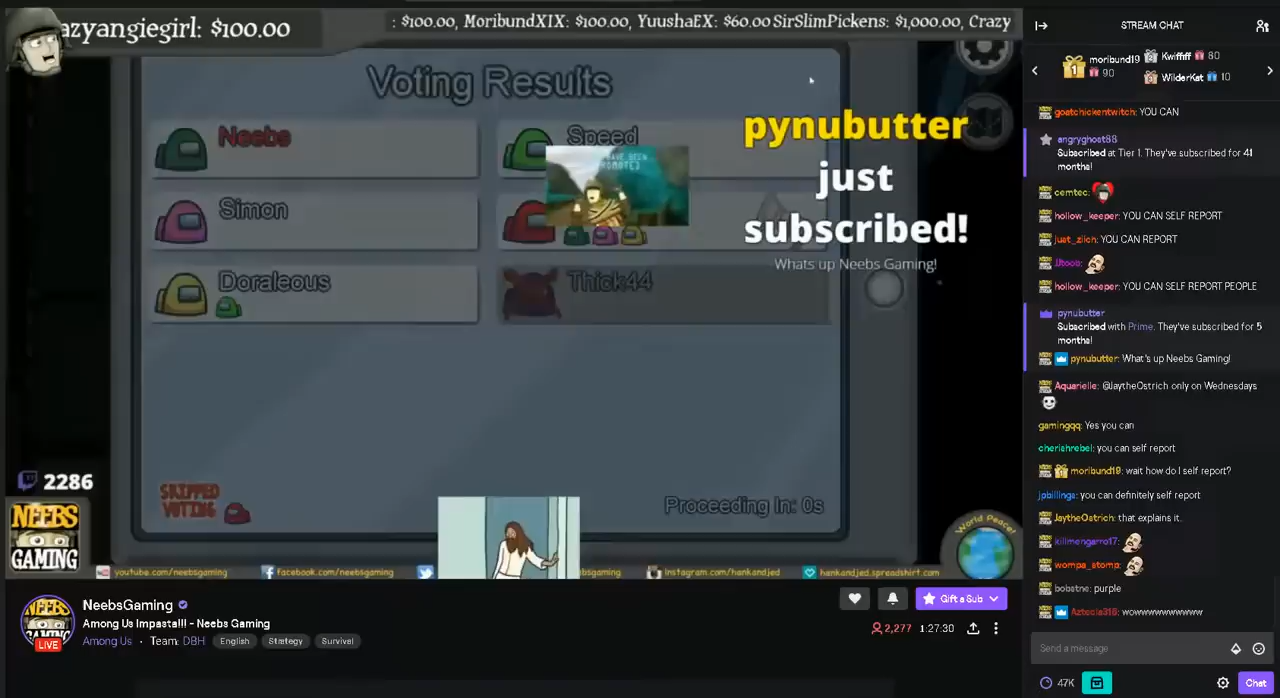 azyangiegirl: $100.00
: $100.00, MoribundXIX: $100.00, YuushaEX: $60.00 SirSlimPickens: $1,000.00, Crazy
Voting Results
Neebs
Speed
Simon
Doraleous
Thick44
pynubutter
just
subscribed!
Whats up Neebs Gaming!
SKIPPED
VOTING
Proceeding In: 0s
2286
NEEBS
GAMING
World Peace!
youtube.com/neebsgaming
facebook.com/neebsgaming
instagram.com/hankandjed
hankandjed.spreadshirt.com
NeebsGaming
Among Us Impasta!!! - Neebs Gaming
Among Us · Team: DBH English Strategy Survival
LIVE
Gift a Sub
2,277 1:27:30
STREAM CHAT
1 moribund19 90
Kwiffiff 80
WilderKat 10
goatchickentwitch: YOU CAN
angryghost88
Subscribed at Tier 1. They've subscribed for 41
months!
cemtec:
hollow_keeper: YOU CAN SELF REPORT
just_ziich: YOU CAN REPORT
hollow_keeper: YOU CAN SELF REPORT PEOPLE
pynubutter
Subscribed with Prime. They've subscribed for 5
months!
pynubutter: What's up Neebs Gaming!
Aquarielle: @JaytheOstrich only on Wednesdays
gamingqq: Yes you can
cherishrebel: you can self report
moribund19: wait how do I self report?
jpbillings: you can definitely self report
JaytheOstrich: that explains it.
killmongarro17:
wompa_stomp:
bobatne: purple
Aztecia318: wowwwwwwwwwww
Send a message
47K
Chat